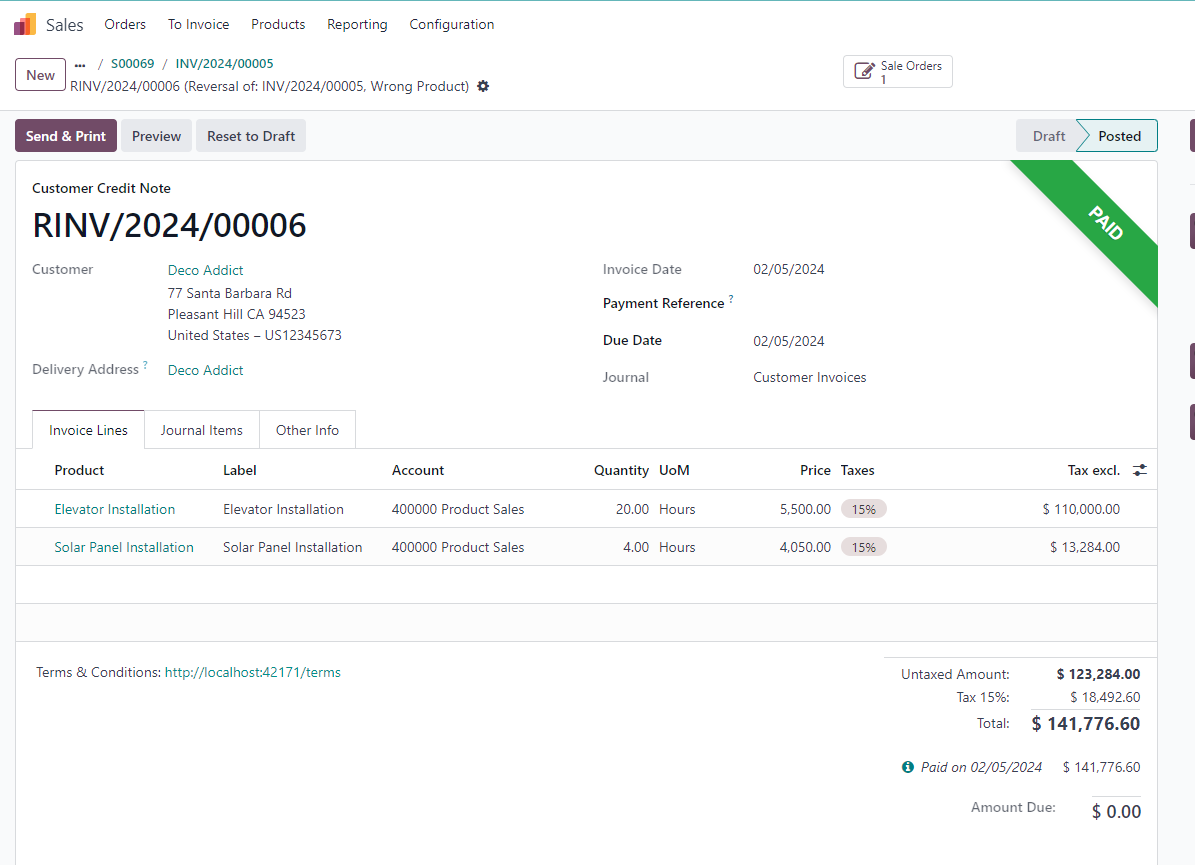 Sales Orders To Invoice Products Reporting Configuration
New ... / S00069 / INV/2024/00005
RINV/2024/00006 (Reversal of: INV/2024/00005, Wrong Product)
Sale Orders
1
Send & Print Preview Reset to Draft Draft Posted
PAID
Customer Credit Note
RINV/2024/00006
Customer Deco Addict Invoice Date 02/05/2024
77 Santa Barbara Rd
Pleasant Hill CA 94523 Payment Reference ?
United States – US12345673 Due Date 02/05/2024
Delivery Address ? Deco Addict Journal Customer Invoices
Invoice Lines Journal Items Other Info
Product Label Account Quantity UoM Price Taxes Tax excl.
Elevator Installation Elevator Installation 400000 Product Sales 20.00 Hours 5,500.00 15% $ 110,000.00
Solar Panel Installation Solar Panel Installation 400000 Product Sales 4.00 Hours 4,050.00 15% $ 13,284.00
Terms & Conditions: http://localhost:42171/terms
Untaxed Amount: $ 123,284.00
Tax 15%: $ 18,492.60
Total: $ 141,776.60
Paid on 02/05/2024 $ 141,776.60
Amount Due: $ 0.00